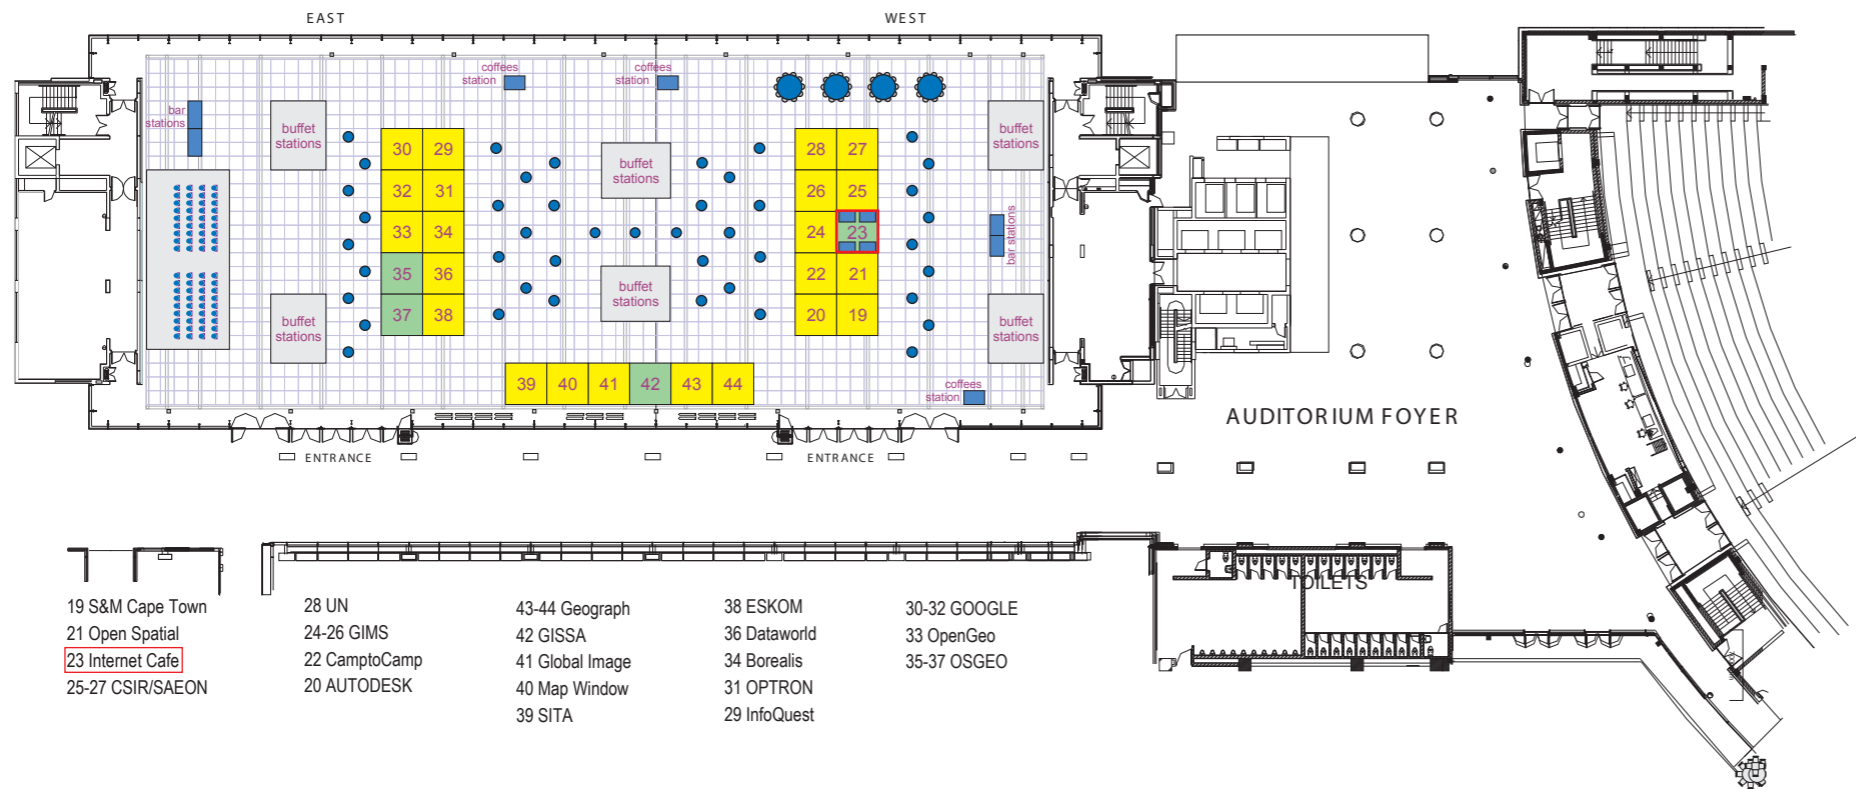 EAST
WEST
coffees
station
coffees
station
bar
stations
buffet
stations
buffet
stations
buffet
stations
30 29
28 27
32 31
26 25
33 34
24 23
bar stations
35 36
22 21
buffet
stations
37 38
20 19
buffet
stations
buffet
stations
39 40 41 42 43 44
coffees
station
AUDITORIUM FOYER
ENTRANCE
ENTRANCE
TOILETS
19 S&M Cape Town
21 Open Spatial
23 Internet Cafe
25-27 CSIR/SAEON
28 UN
24-26 GIMS
22 CamptoCamp
20 AUTODESK
43-44 Geograph
42 GISSA
41 Global Image
40 Map Window
39 SITA
38 ESKOM
36 Dataworld
34 Borealis
31 OPTRON
29 InfoQuest
30-32 GOOGLE
33 OpenGeo
35-37 OSGEO